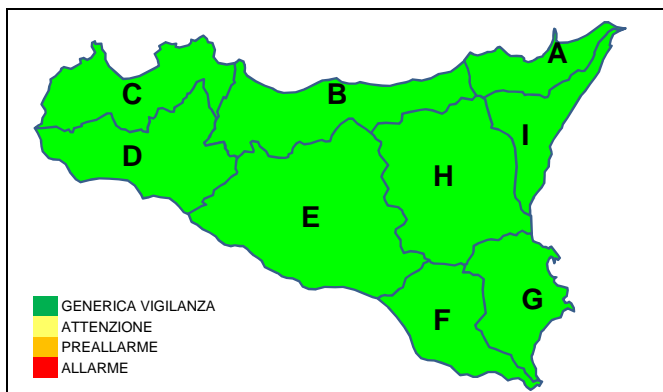 A
B
C
I
D
H
E
G
F
GENERICA VIGILANZA
ATTENZIONE
PREALLARME
ALLARME